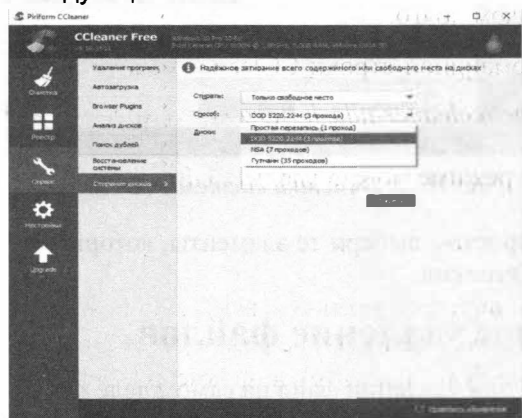 Piriform CCleaner
CCleaner Free
Надёжное затирание всего содержимого или свободного места на дисках
Очистка
Реестр
Сервис
Настройки
Upgrade
Удаление программ
Автозагрузка
Browser Plugins
Анализ дисков
Поиск дублей
Восстановление системы
Стирание дисков
Стирать:
Только свободное место
Способ:
DOD 5220.22-M (3 прохода)
Диски:
Простая перезапись (1 проход)
DOD 5220.22-M (3 прохода)
NSA (7 проходов)
Гутманн (35 проходов)